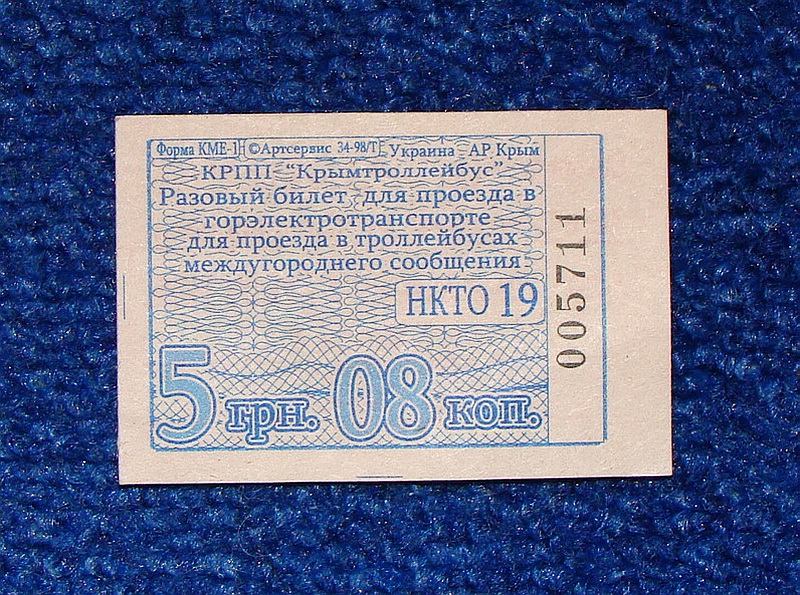 Форма КМЕ-1 ©Артсервис 34-98/Т Украина АР Крым
КРПП "Крымтроллейбус"
Разовый билет для проезда в
горэлектротранспорте
для проезда в троллейбусах
междугороднего сообщения
НКТО 19
5 грн. 08 коп.
005711